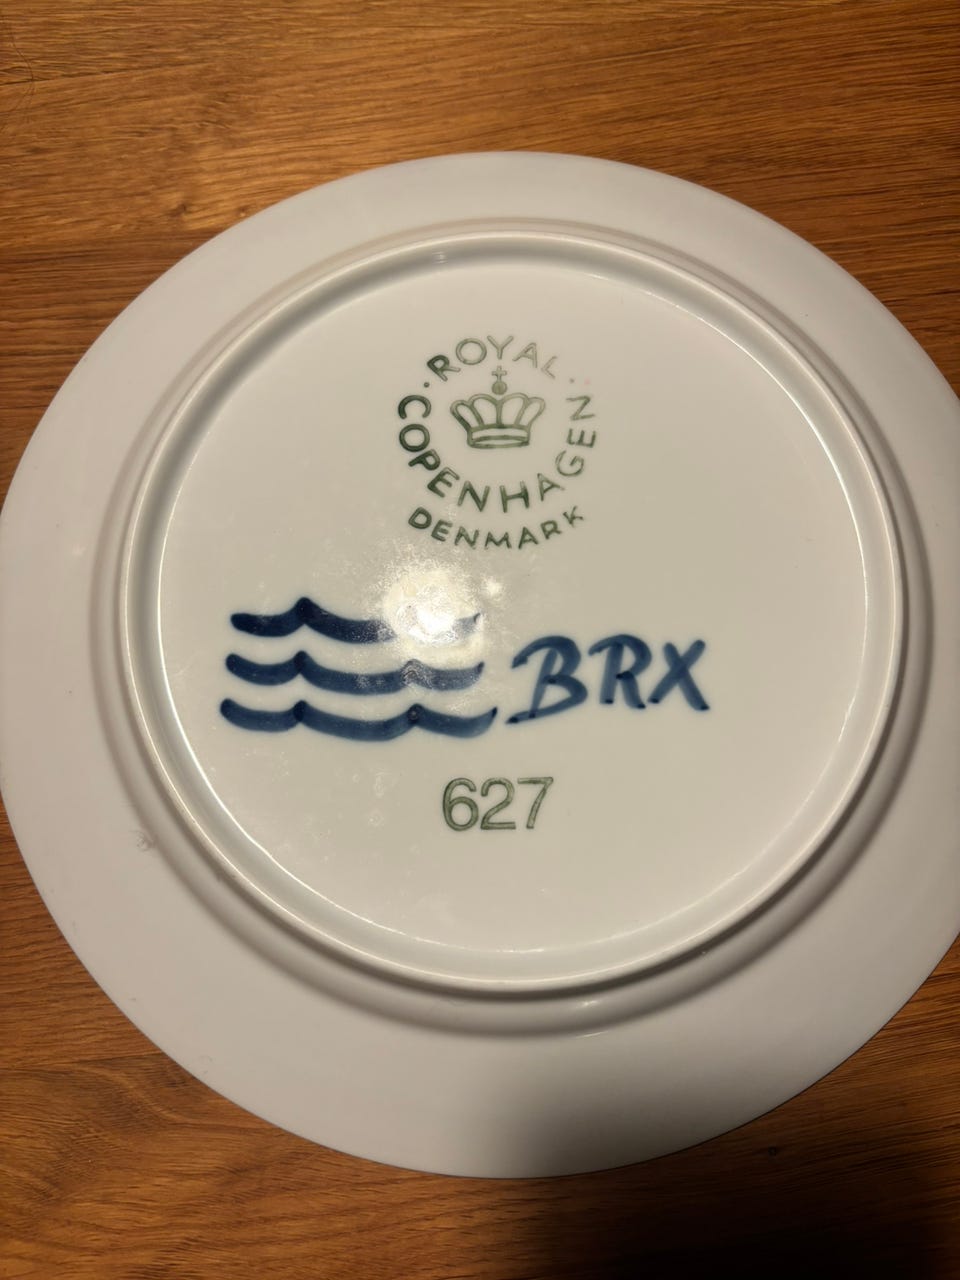 ROYAL
COPENHAGEN
DENMARK
BRX
627